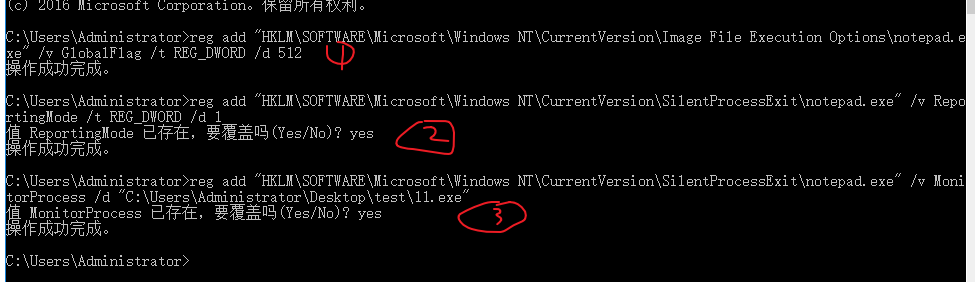 (c) 2016 Microsoft Corporation。保留所有权利。
C:\Users\Administrator>reg add "HKLM\SOFTWARE\Microsoft\Windows NT\CurrentVersion\Image File Execution Options\notepad.e
xe" /v GlobalFlag /t REG_DWORD /d 512
1
操作成功完成。
C:\Users\Administrator>reg add "HKLM\SOFTWARE\Microsoft\Windows NT\CurrentVersion\SilentProcessExit\notepad.exe" /v Repo
rtingMode /t REG_DWORD /d 1
值 ReportingMode 已存在，要覆盖吗(Yes/No)? yes
2
操作成功完成。
C:\Users\Administrator>reg add "HKLM\SOFTWARE\Microsoft\Windows NT\CurrentVersion\SilentProcessExit\notepad.exe" /v Moni
torProcess /d "C:\Users\Administrator\Desktop\test\11.exe"
值 MonitorProcess 已存在，要覆盖吗(Yes/No)? yes
3
操作成功完成。
C:\Users\Administrator>